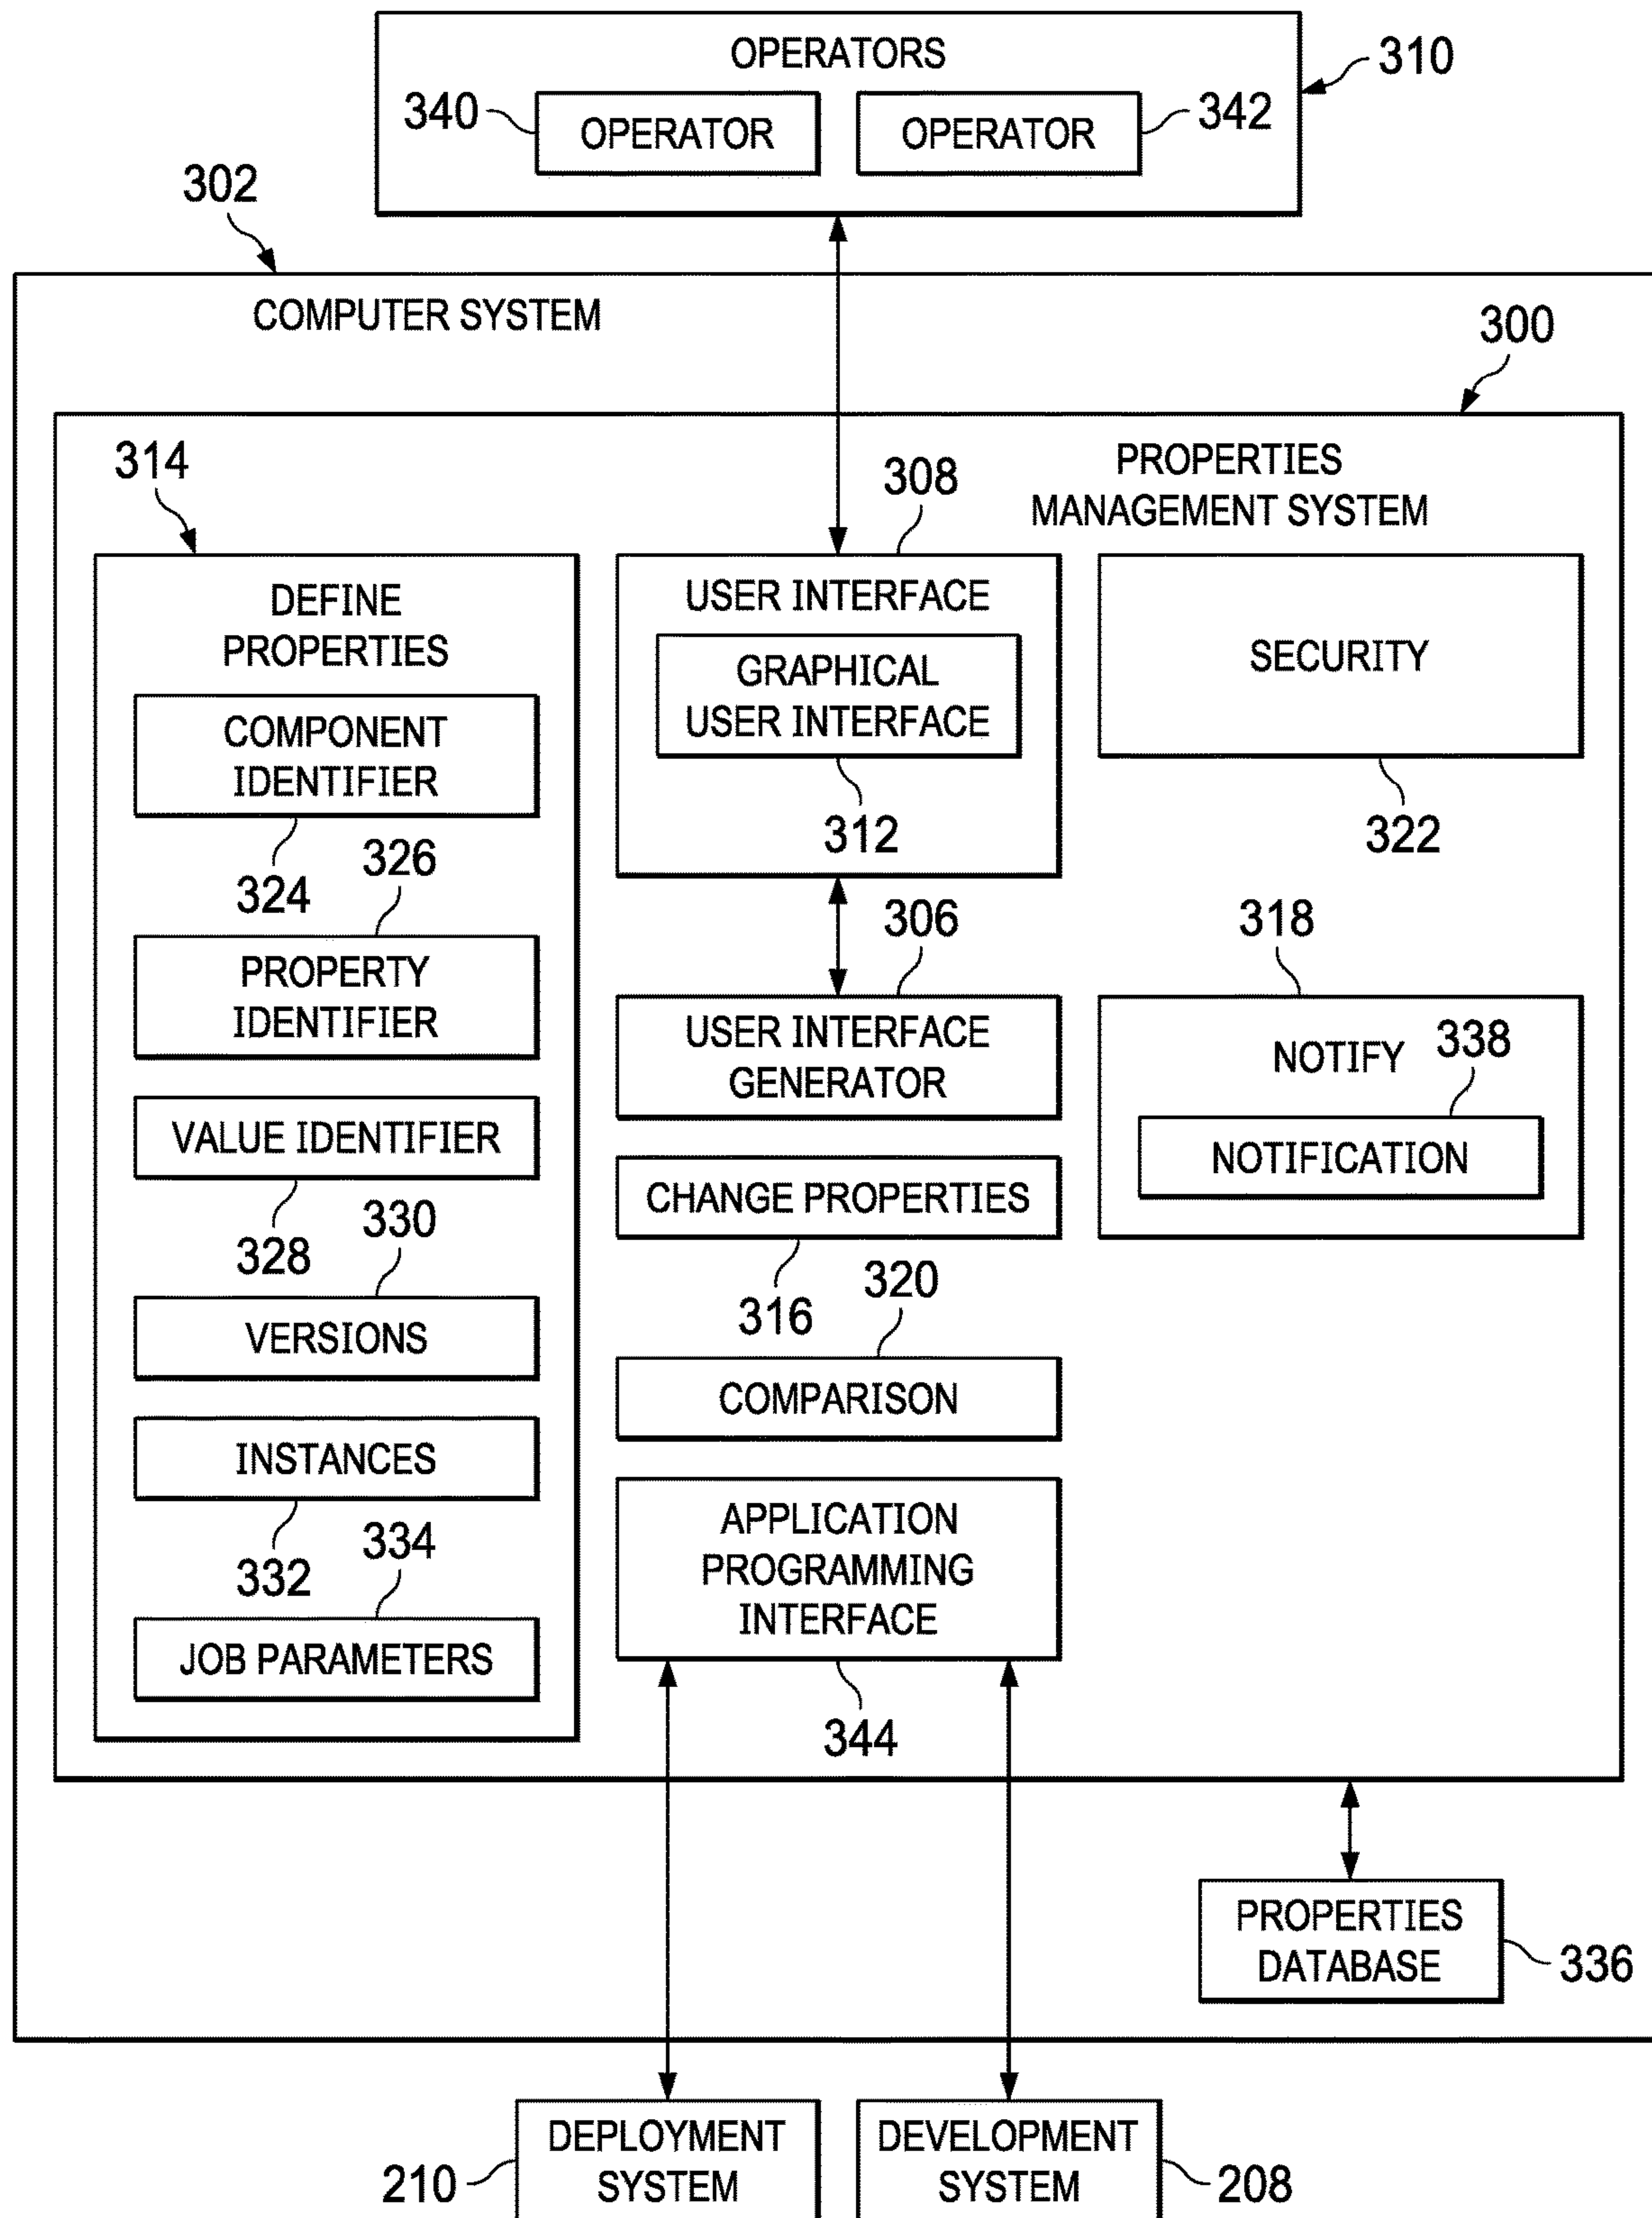 OPERATORS
310
340
OPERATOR
OPERATOR
342
302
COMPUTER SYSTEM
300
PROPERTIES
MANAGEMENT SYSTEM
314
DEFINE
PROPERTIES
COMPONENT
IDENTIFIER
324
326
PROPERTY
IDENTIFIER
VALUE IDENTIFIER
328
330
VERSIONS
INSTANCES
332
334
JOB PARAMETERS
308
USER INTERFACE
GRAPHICAL
USER INTERFACE
312
306
USER INTERFACE
GENERATOR
CHANGE PROPERTIES
316
320
COMPARISON
APPLICATION
PROGRAMMING
INTERFACE
344
SECURITY
322
318
NOTIFY
338
NOTIFICATION
PROPERTIES
DATABASE
336
DEPLOYMENT
SYSTEM
210
DEVELOPMENT
SYSTEM
208